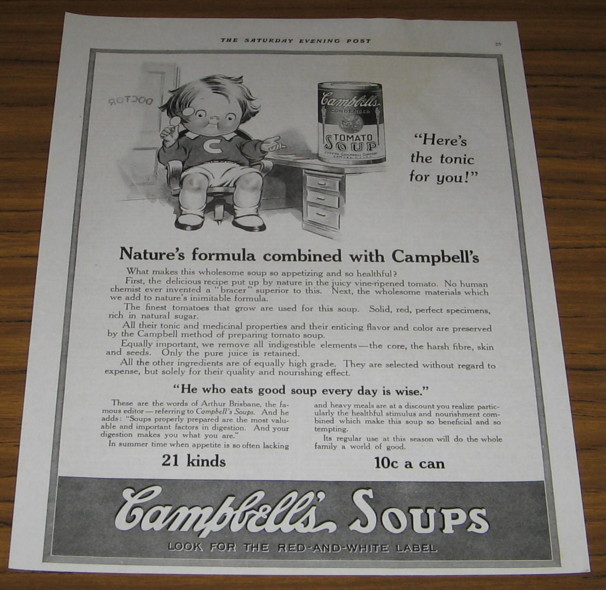 THE SATURDAY EVENING POST
DOCTOR
C
Campbell's
TOMATO
SOUP
"Here's
the tonic
for you!"
Nature's formula combined with Campbell's
What makes this wholesome soup so appetizing and so healthful?
First, the delicious recipe put up by nature in the juicy vine-ripened tomato. No human
chemist ever invented a "bracer" superior to this. Next, the wholesome materials which
we add to nature's inimitable formula.
The finest tomatoes that grow are used for this soup. Solid, red, perfect specimens,
rich in natural sugar.
All their tonic and medicinal properties and their enticing flavor and color are preserved
by the Campbell method of preparing tomato soup.
Equally important, we remove all indigestible elements—the core, the harsh fibre, skin
and seeds. Only the pure juice is retained.
All the other ingredients are of equally high grade. They are selected without regard to
expense, but solely for their quality and nourishing effect.
"He who eats good soup every day is wise."
These are the words of Arthur Brisbane, the fa-
mous editor—referring to Campbell's Soups. And he
adds: "Soups properly prepared are the most valu-
able and important factors in digestion. And your
digestion makes you what you are."
In summer time when appetite is so often lacking
and heavy meals are at a discount you realize partic-
ularly the healthful stimulus and nourishment com-
bined which make this soup so beneficial and so
tempting.
Its regular use at this season will do the whole
family a world of good.
21 kinds
10c a can
Campbell's SOUPS
LOOK FOR THE RED-AND-WHITE LABEL